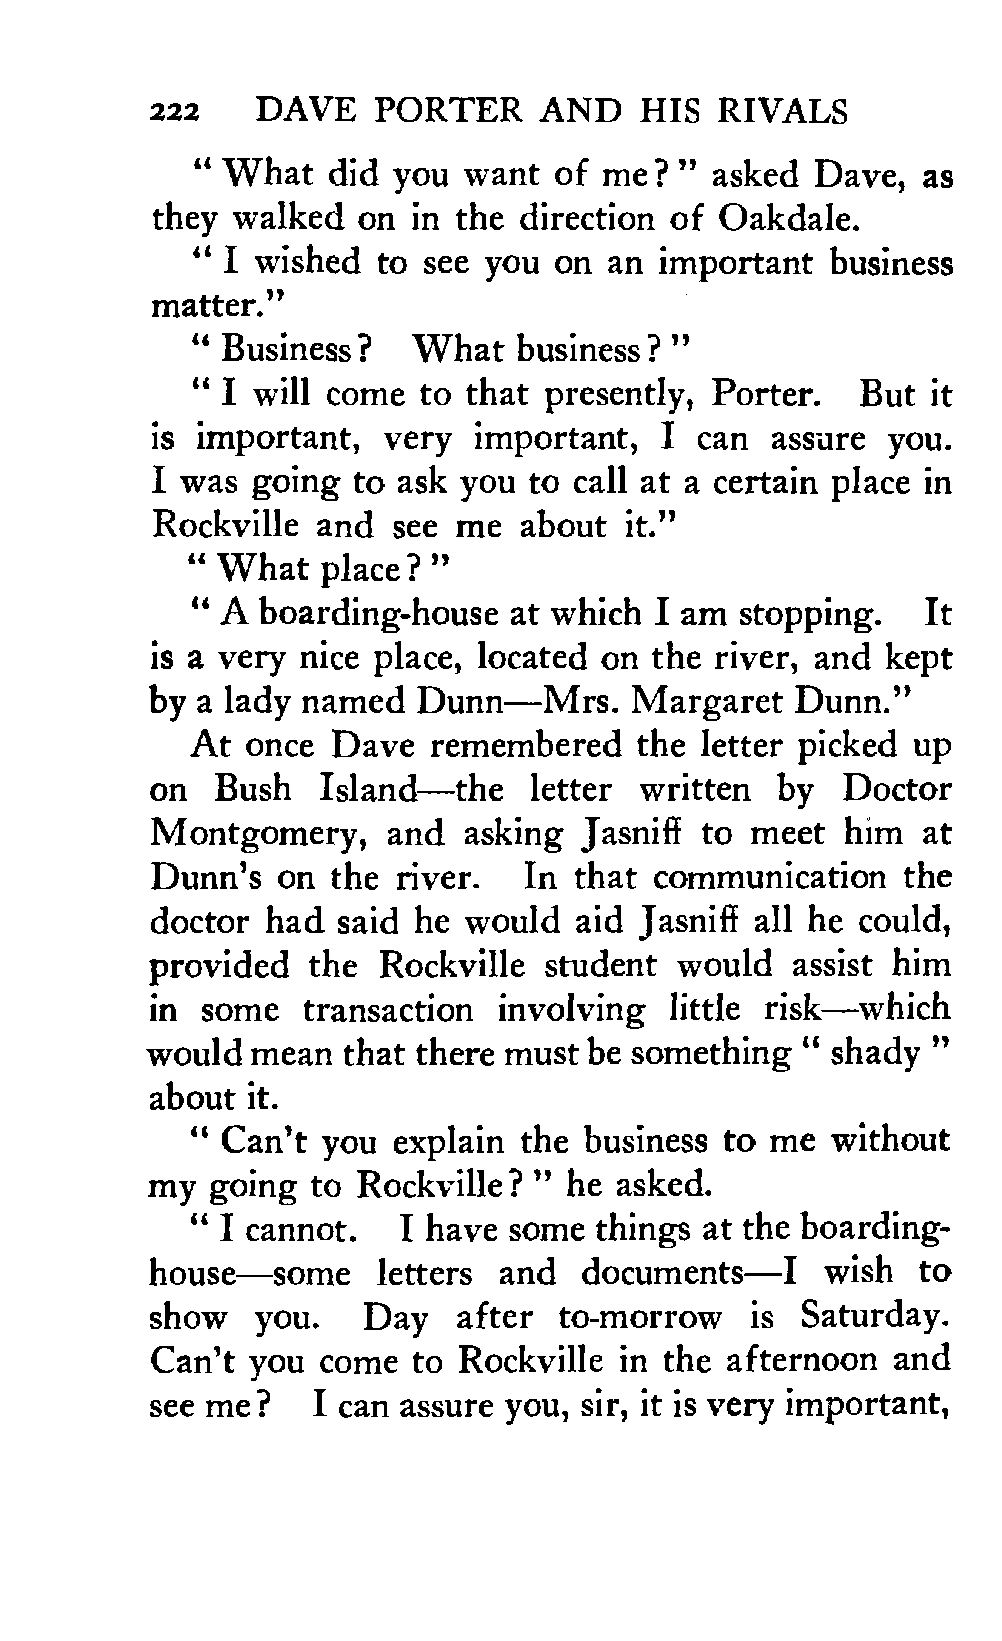 222 DAVE PORTER AND HIS RIVALS
“ What did you want of me? ” asked Dave, as
they walked on in the direction of Oakdale.
“ I wished to see you on an important business
matter.”
“ Business? What business? ”
“ I will come to that presently, Porter. But it
is important, very important, I can assure you.
I was going to ask you to call at a certain place in
Rockville and see me about it.”
“ What place? ”
“ A boarding-house at which I am stopping. It
is a very nice place, located on the river, and kept
by a lady named Dunn—Mrs. Margaret Dunn.”
At once Dave remembered the letter picked up
on Bush Island—the letter written by Doctor
Montgomery, and asking Jasniff to meet him at
Dunn’s on the river. In that communication the
doctor had said he would aid Jasniff all he could,
provided the Rockville student would assist him
in some transaction involving little risk—which
would mean that there must be something “ shady ”
about it.
“ Can’t you explain the business to me without
my going to Rockville? ” he asked.
“ I cannot. I have some things at the boarding-
house—some letters and documents—I wish to
show you. Day after to-morrow is Saturday.
Can’t you come to Rockville in the afternoon and
see me? I can assure you, sir, it is very important,